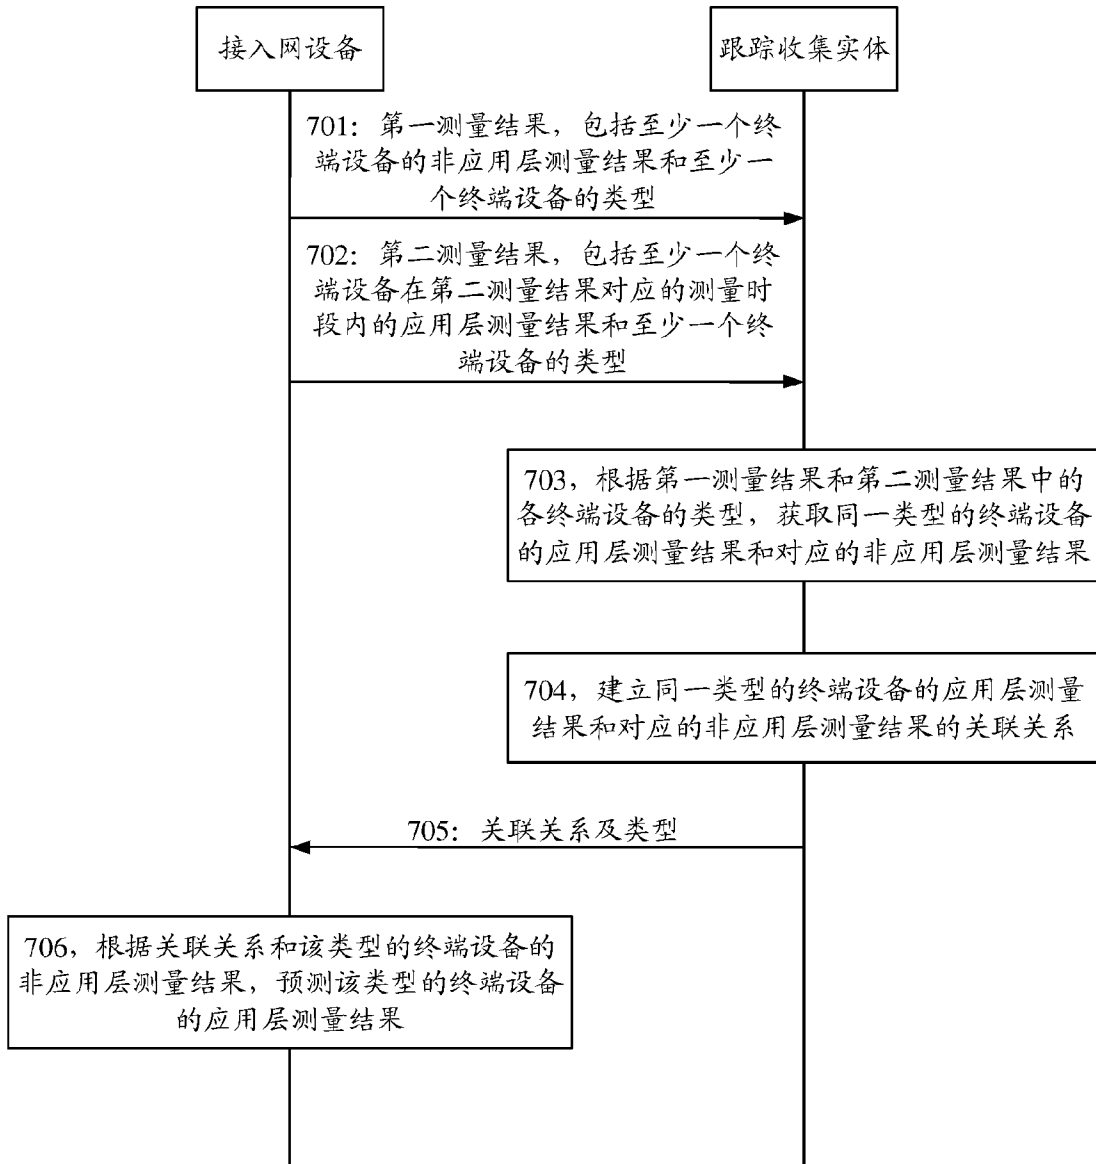 接入网设备
跟踪收集实体
701：第一测量结果，包括至少一个终
端设备的非应用层测量结果和至少一
个终端设备的类型
702：第二测量结果，包括至少一个终
端设备在第二测量结果对应的测量时
段内的应用层测量结果和至少一个终
端设备的类型
703，根据第一测量结果和第二测量结果中的
各终端设备的类型，获取同一类型的终端设备
的应用层测量结果和对应的非应用层测量结果
704，建立同一类型的终端设备的应用层测量
结果和对应的非应用层测量结果的关联关系
705：关联关系及类型
706，根据关联关系和该类型的终端设备的
非应用层测量结果，预测该类型的终端设备
的应用层测量结果